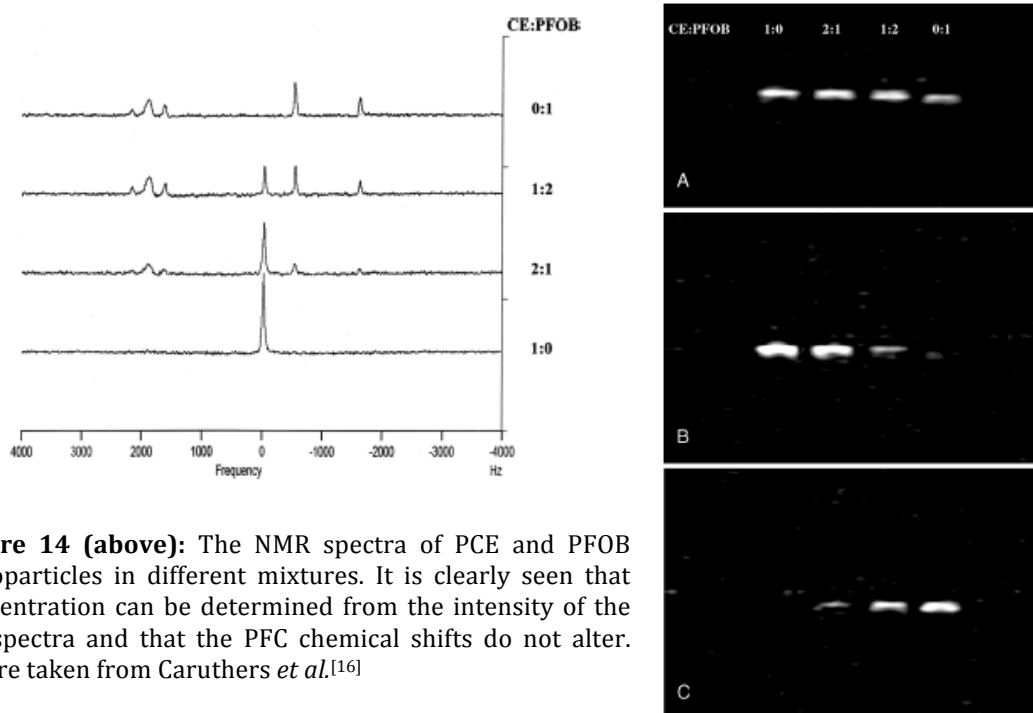 CE:PFOB
0:1
1:2
2:1
1:0
4000 3000 2000 1000 0 -1000 -2000 -3000 -4000
Frequency Hz
re 14 (above): The NMR spectra of PCE and PFOB
oparticles in different mixtures. It is clearly seen that
entration can be determined from the intensity of the
spectra and that the PFC chemical shifts do not alter.
re taken from Caruthers et al.[16]
CE:PFOB 1:0 2:1 1:2 0:1
A
B
C